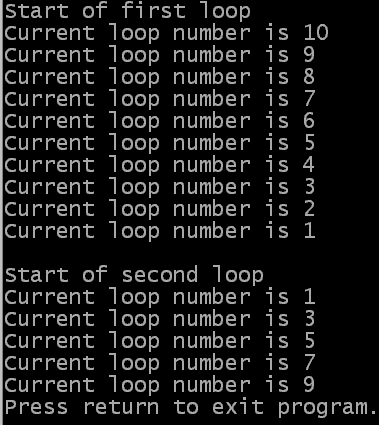 Start of first loop
Current loop number is 10
Current loop number is 9
Current loop number is 8
Current loop number is 7
Current loop number is 6
Current loop number is 5
Current loop number is 4
Current loop number is 3
Current loop number is 2
Current loop number is 1

Start of second loop
Current loop number is 1
Current loop number is 3
Current loop number is 5
Current loop number is 7
Current loop number is 9
Press return to exit program.